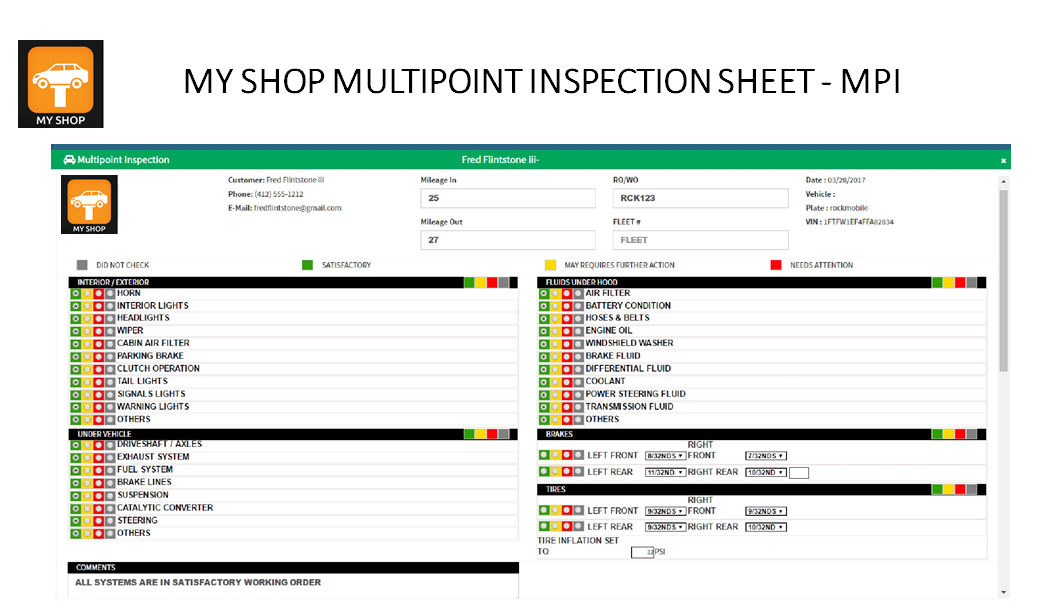 MY SHOP
MY SHOP MULTIPOINT INSPECTION SHEET - MPI
Multipoint Inspection
Fred Flintstone iii-
MY SHOP
Customer: Fred Flintstone iii
Phone: (412) 555-1212
E-Mail: fredflintstone@gmail.com
Mileage In
25
Mileage Out
27
RO/WO
RCK123
FLEET #
FLEET
Date : 03/28/2017
Vehicle :
Plate : rockmobile
VIN : 1FTFW1EF4FFA82834
DID NOT CHECK
SATISFACTORY
MAY REQUIRES FURTHER ACTION
NEEDS ATTENTION
INTERIOR / EXTERIOR
HORN
INTERIOR LIGHTS
HEADLIGHTS
WIPER
CABIN AIR FILTER
PARKING BRAKE
CLUTCH OPERATION
TAIL LIGHTS
SIGNALS LIGHTS
WARNING LIGHTS
OTHERS
UNDER VEHICLE
DRIVESHAFT / AXLES
EXHAUST SYSTEM
FUEL SYSTEM
BRAKE LINES
SUSPENSION
CATALYTIC CONVERTER
STEERING
OTHERS
COMMENTS
ALL SYSTEMS ARE IN SATISFACTORY WORKING ORDER
FLUIDS UNDER HOOD
AIR FILTER
BATTERY CONDITION
HOSES & BELTS
ENGINE OIL
WINDSHIELD WASHER
BRAKE FLUID
DIFFERENTIAL FLUID
COOLANT
POWER STEERING FLUID
TRANSMISSION FLUID
OTHERS
BRAKES
RIGHT
LEFT FRONT 8/32NDS FRONT 7/32NDS
LEFT REAR 11/32ND RIGHT REAR 10/32ND
TIRES
RIGHT
LEFT FRONT 9/32NDS FRONT 9/32NDS
LEFT REAR 9/32NDS RIGHT REAR 10/32ND
TIRE INFLATION SET
TO 32 PSI